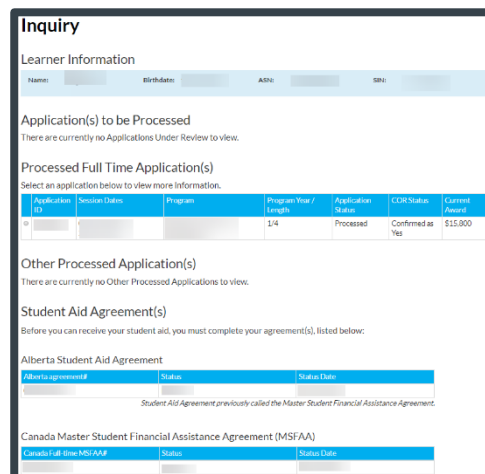 Inquiry
Learner Information
Name: Birthdate: ASN: SIN:
Application(s) to be Processed
There are currently no Applications Under Review to view.
Processed Full Time Application(s)
Select an application below to view more information.
Application ID Session Dates Program Program Year / Length Application Status COR Status Current Award
1/4 Processed Confirmed as Yes $15,800
Other Processed Application(s)
There are currently no Other Processed Applications to view.
Student Aid Agreement(s)
Before you can receive your student aid, you must complete your agreement(s), listed below:
Alberta Student Aid Agreement
Alberta agreement# Status Status Date
Student Aid Agreement previously called the Master Student Financial Assistance Agreement.
Canada Master Student Financial Assistance Agreement (MSFAA)
Canada Full-time MSFAA# Status Status Date